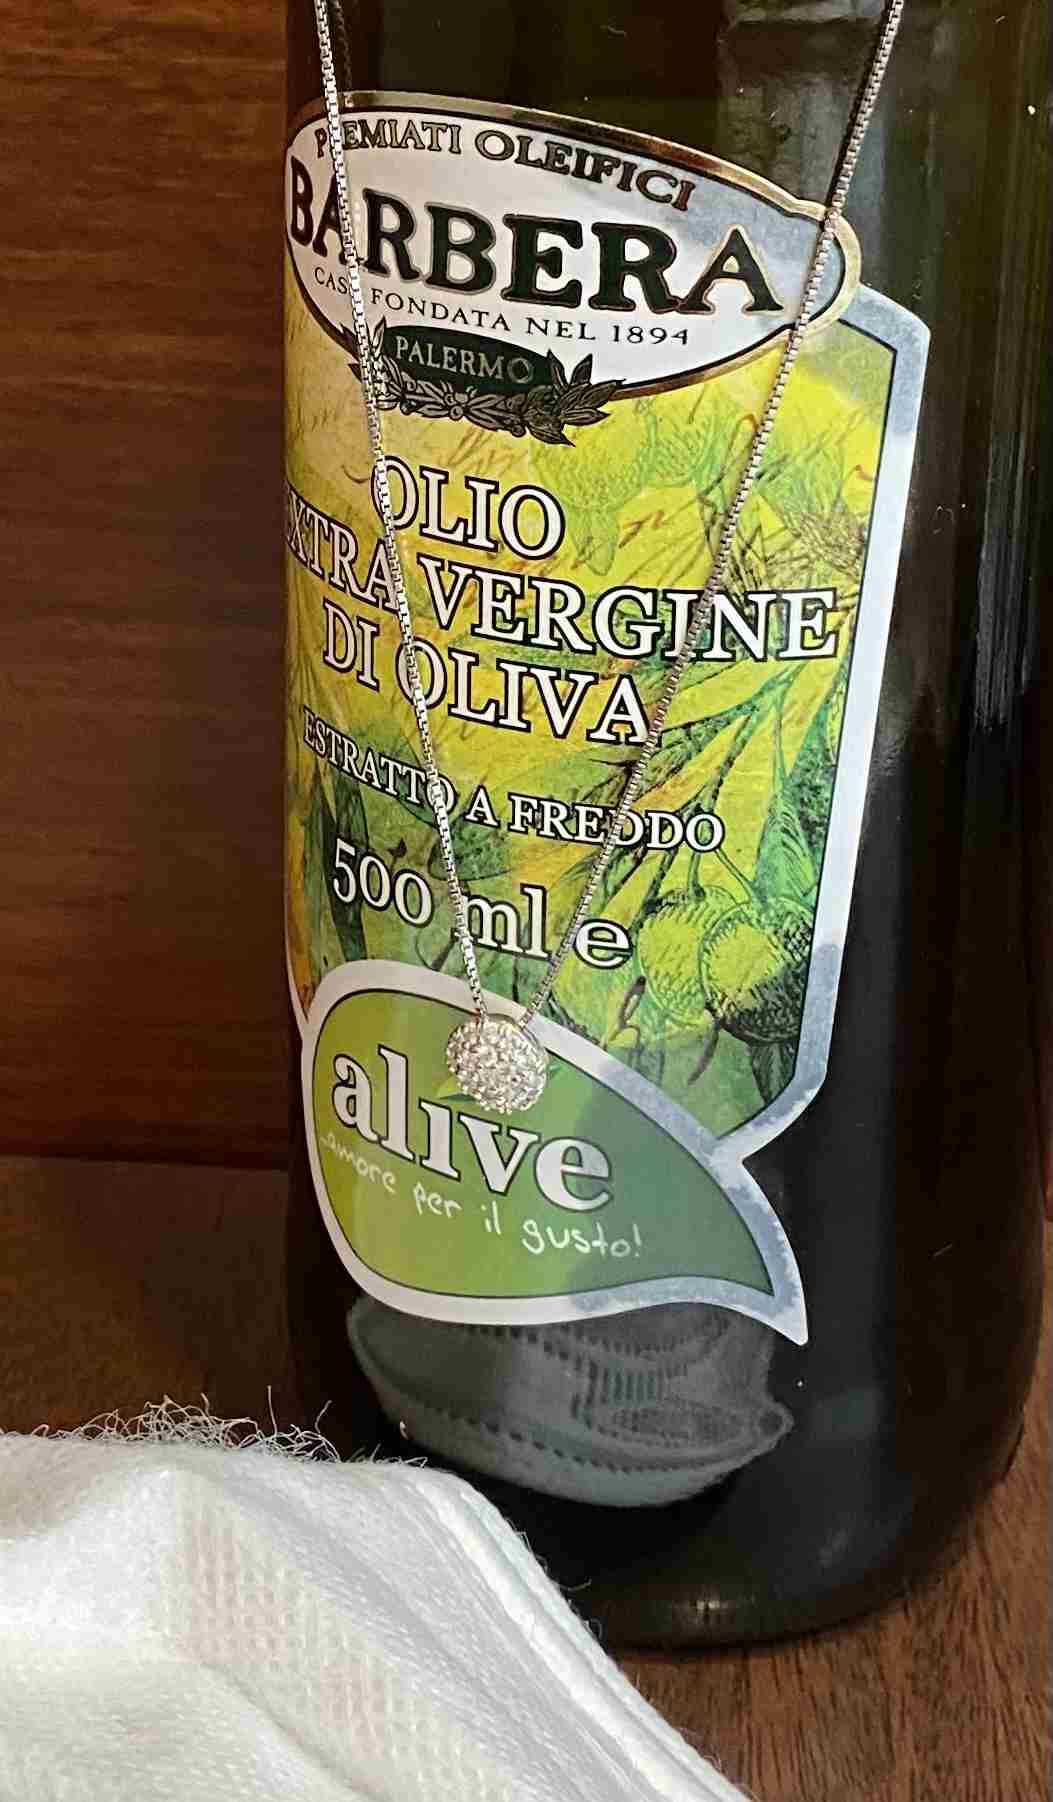 PREMIATI OLEIFICI
BARBERA
CASA FONDATA NEL 1894
PALERMO
OLIO
EXTRA VERGINE
DI OLIVA
ESTRATTO A FREDDO
500 ml e
alive
...amore per il gusto!